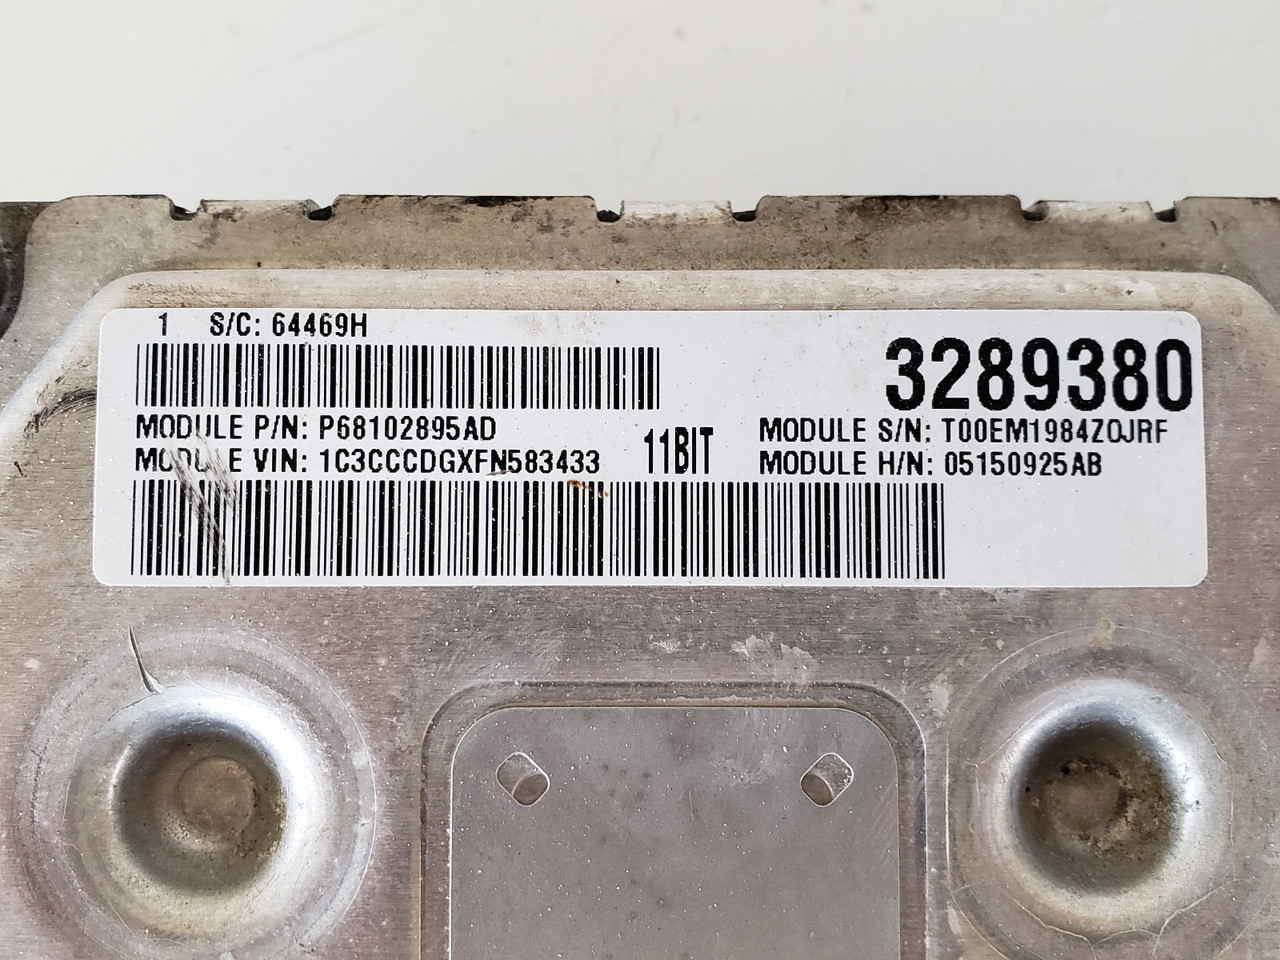 1 S/C: 64469H
3289380
MODULE P/N: P68102895AD
MODULE VIN: 1C3CCCDGXFN583433
11BIT
MODULE S/N: T00EM1984Z0JRF
MODULE H/N: 05150925AB